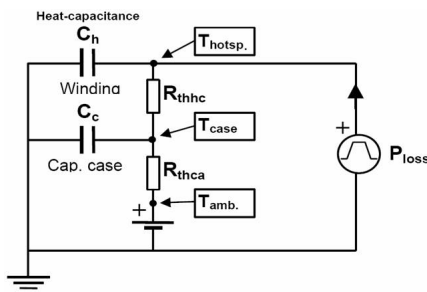 Heat-capacitance
Ch
Thotsp.
Winding
Rthhc
Cc
Tcase
+
Ploss
Cap. case
Rthca
+
Tamb.